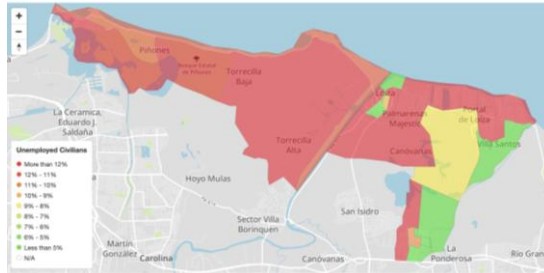 Piñones
Bosque Estatal
de Piñones
Torrecilla
Baja
La Ceramica,
Eduardo J.
Saldaña
Loíza
Palmarenas
Majestic
Portal
de Loiza
Villa Santos
Torrecilla
Alta
Canóvanas
Unemployed Civilians
More than 12%
12% - 11%
11% - 10%
10% - 9%
9% - 8%
8% - 7%
7% - 6%
6% - 5%
Less than 5%
N/A
Hoyo Mulas
San Isidro
Sector Villa
Borinquen
Martín
González
Carolina
Canóvanas
La
Ponderosa
Río Gran